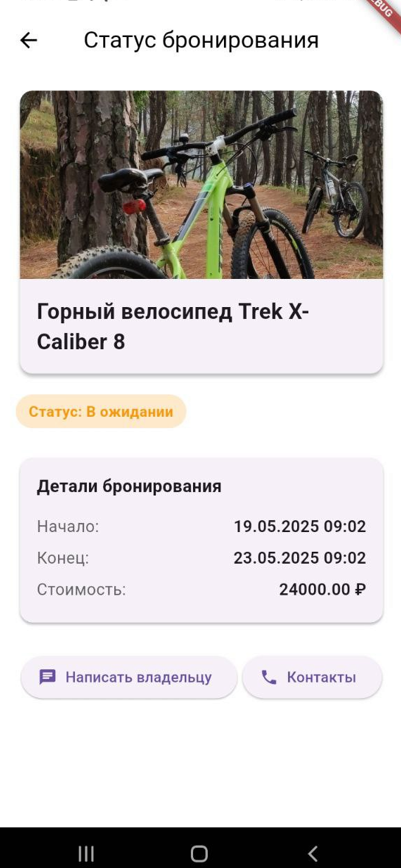 Статус бронирования
Горный велосипед Trek X-
Caliber 8
Статус: В ожидании
Детали бронирования
Начало: 19.05.2025 09:02
Конец: 23.05.2025 09:02
Стоимость: 24000.00 ₽
Написать владельцу Контакты